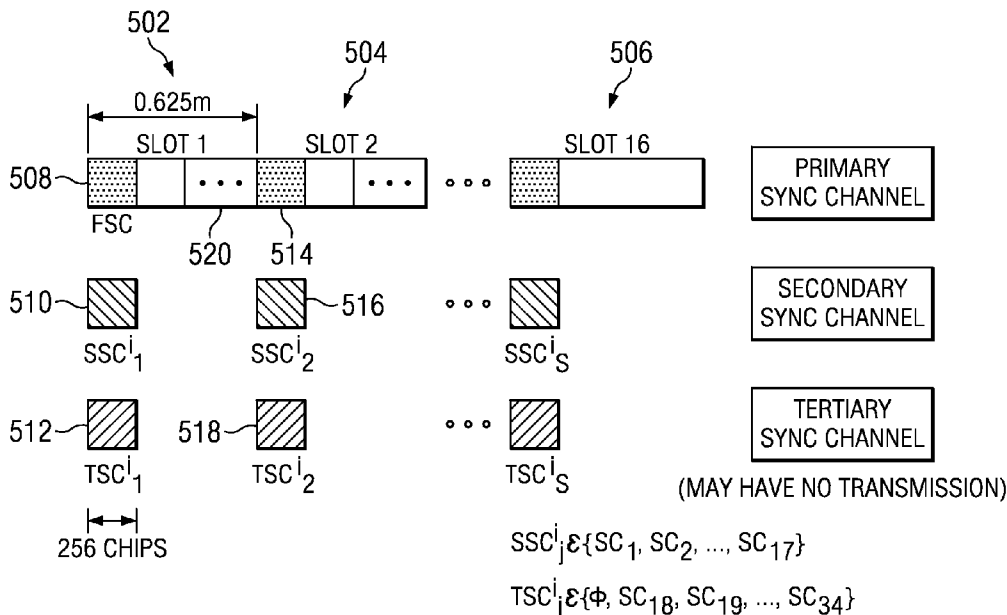 502
504
506
0.625m
SLOT 1
SLOT 2
SLOT 16
508
• • •
• • •
PRIMARY
SYNC CHANNEL
FSC
520
514
510
516
SECONDARY
SYNC CHANNEL
SSCⁱ₁
SSCⁱ₂
SSCⁱ_S
512
518
TERTIARY
SYNC CHANNEL
TSCⁱ₁
TSCⁱ₂
TSCⁱ_S
(MAY HAVE NO TRANSMISSION)
256 CHIPS
SSCⁱⱼ ε{SC₁, SC₂, ..., SC₁₇}
TSCⁱⱼ ε{Φ, SC₁₈, SC₁₉, ..., SC₃₄}